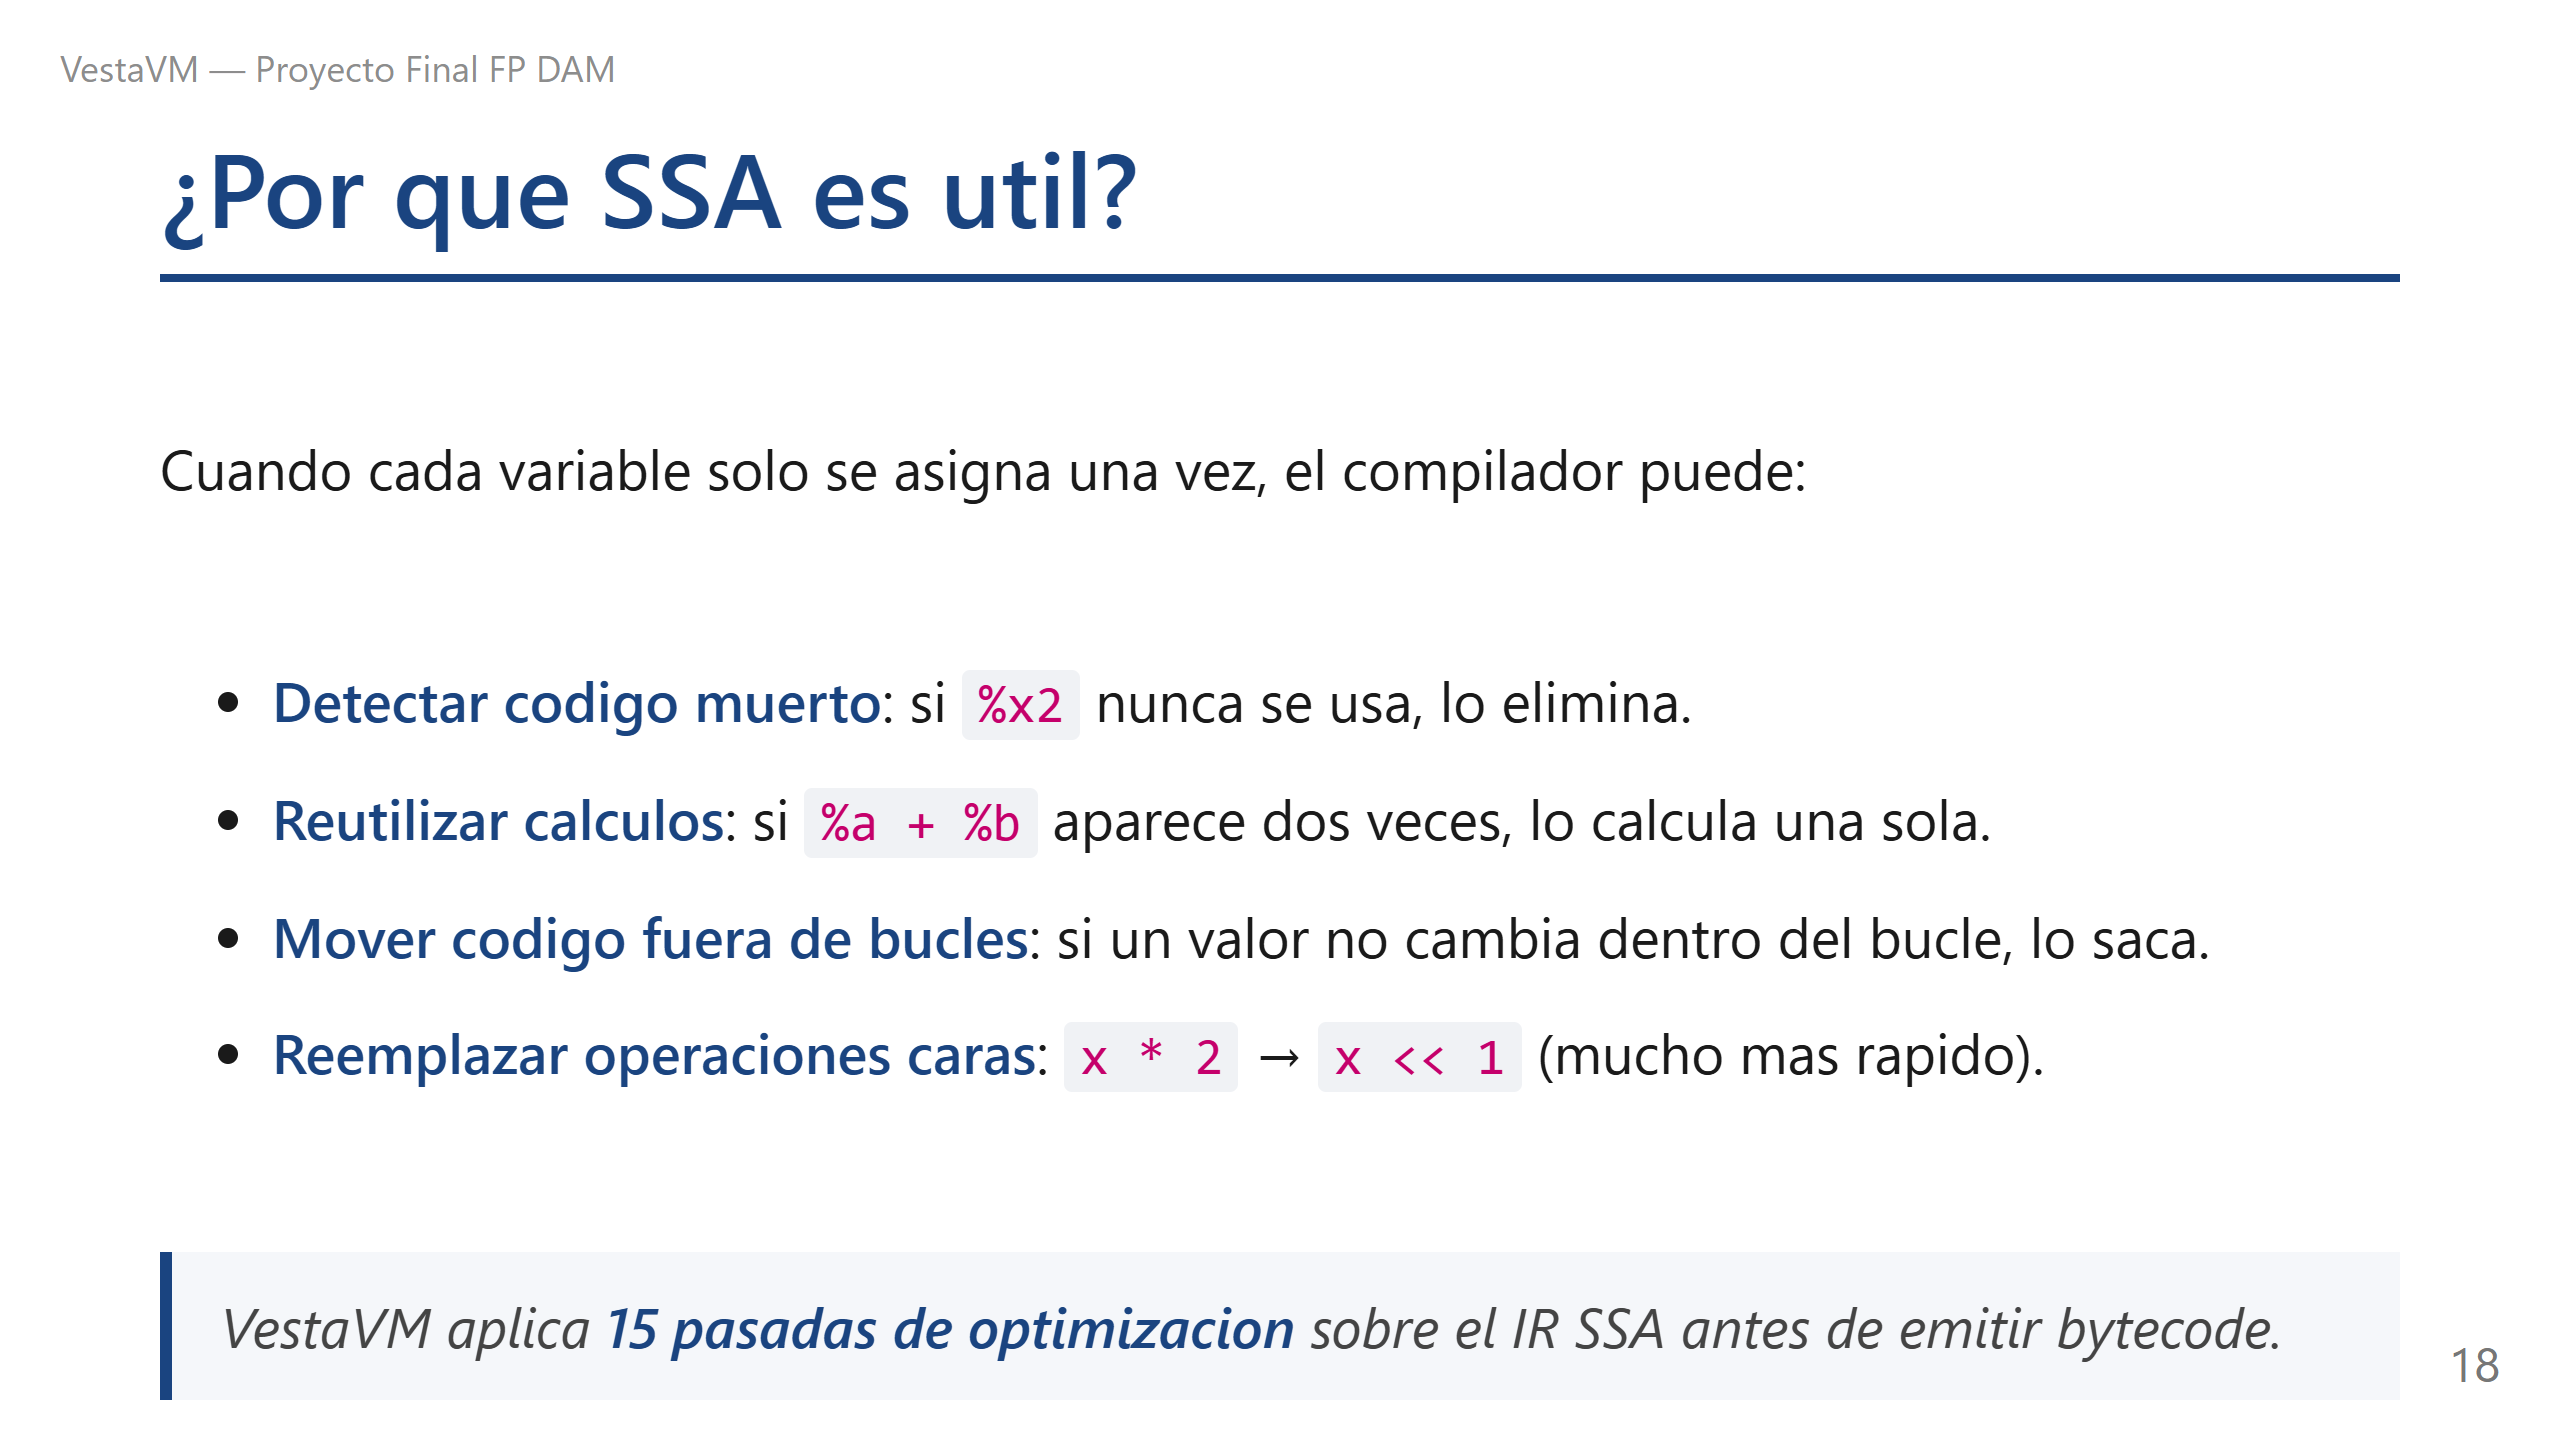 VestaVM — Proyecto Final FP DAM
¿Por que SSA es util?
Cuando cada variable solo se asigna una vez, el compilador puede:
• Detectar codigo muerto: si %x2 nunca se usa, lo elimina.
• Reutilizar calculos: si %a + %b aparece dos veces, lo calcula una sola.
• Mover codigo fuera de bucles: si un valor no cambia dentro del bucle, lo saca.
• Reemplazar operaciones caras: x * 2 → x << 1 (mucho mas rapido).
VestaVM aplica 15 pasadas de optimizacion sobre el IR SSA antes de emitir bytecode.
18